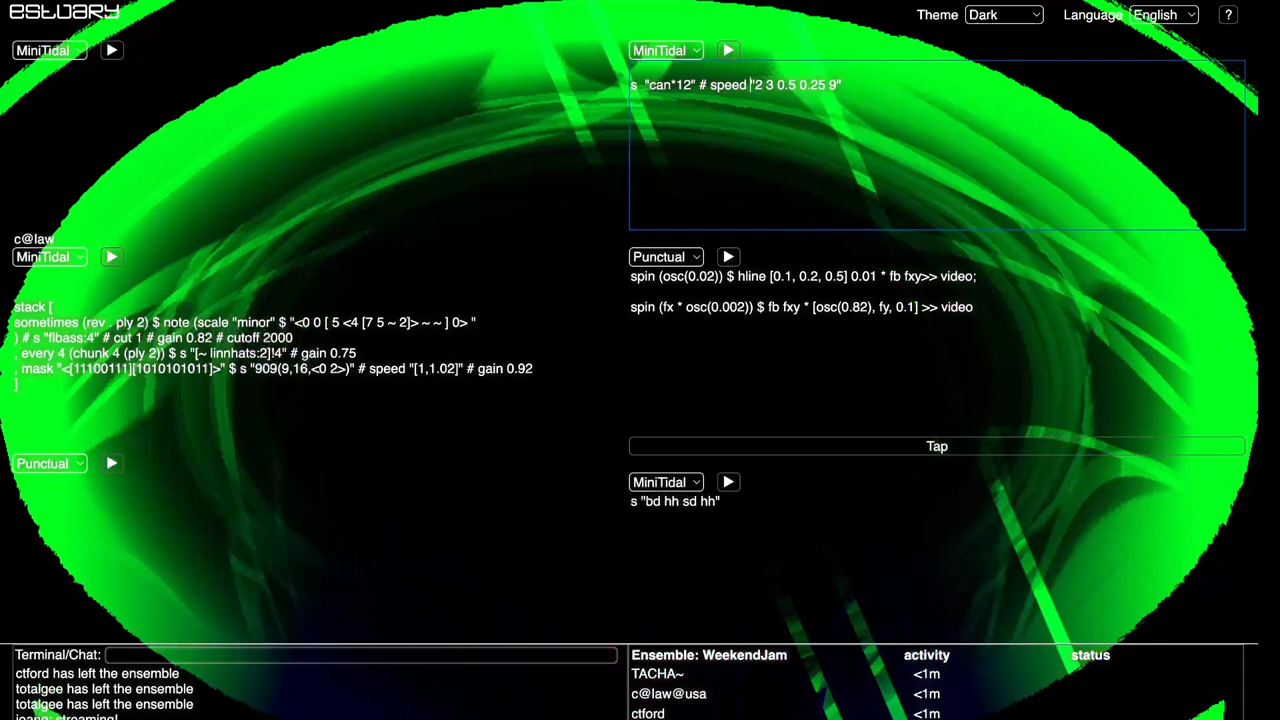 estuary
Theme Dark Language English ?
MiniTidal
MiniTidal
s "can*12" # speed "2 3 0.5 0.25 9"
c@law
MiniTidal
stack [
sometimes (rev . ply 2) $ note (scale "minor" $ "<0 0 [ 5 <4 [7 5 ~ 2]> ~ ~ ] 0> "
) # s "flbass:4" # cut 1 # gain 0.82 # cutoff 2000
, every 4 (chunk 4 (ply 2)) $ s "[~ linnhats:2]!4" # gain 0.75
, mask "<[11100111][1010101011]>" $ s "909(9,16,<0 2>)" # speed "[1,1.02]" # gain 0.92
]
Punctual
spin (osc(0.02)) $ hline [0.1, 0.2, 0.5] 0.01 * fb fxy>> video;
spin (fx * osc(0.002)) $ fb fxy * [osc(0.82), fy, 0.1] >> video
Punctual
Tap
MiniTidal
s "bd hh sd hh"
Terminal/Chat:
ctford has left the ensemble
totalgee has left the ensemble
totalgee has left the ensemble
joang: streaming!
Ensemble: WeekendJam activity status
TACHA~ <1m
c@law@usa <1m
ctford <1m